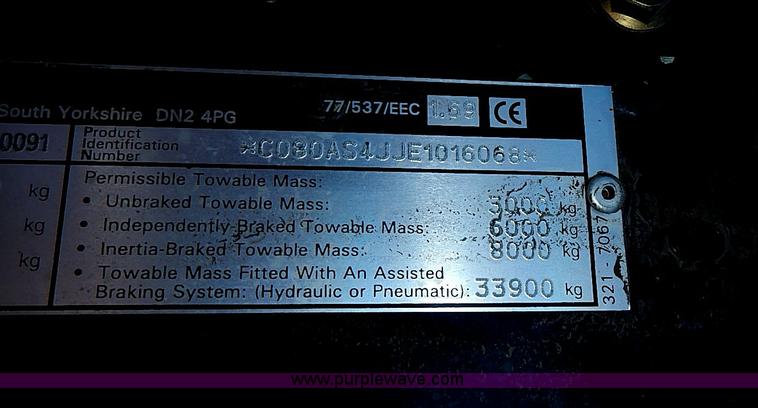 South Yorkshire DN2 4PG 77/537/EEC 1.69 CE
0091 Product Identification Number *C080AS4JJE1016068*
Permissible Towable Mass:
kg • Unbraked Towable Mass: 3000 kg
• Independently-Braked Towable Mass: 6000 kg
kg • Inertia-Braked Towable Mass: 8000 kg
• Towable Mass Fitted With An Assisted
Braking System: (Hydraulic or Pneumatic): 33900 kg
321 - 7067
www.purplewave.com